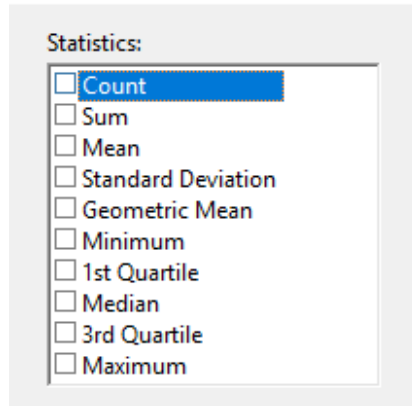 Statistics:
Count
Sum
Mean
Standard Deviation
Geometric Mean
Minimum
1st Quartile
Median
3rd Quartile
Maximum